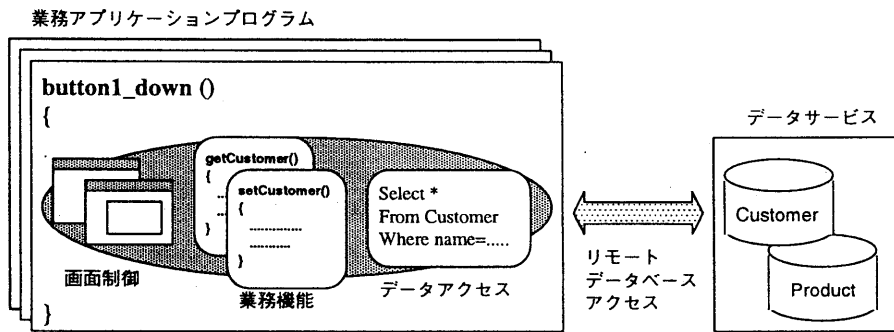 業務アプリケーションプログラム
button1_down ()
{
getCustomer()
{
...
...
}
setCustomer()
{
..............
............
}
Select *
From Customer
Where name=.....
画面制御
業務機能
データアクセス
}
リモート
データベース
アクセス
データサービス
Customer
Product